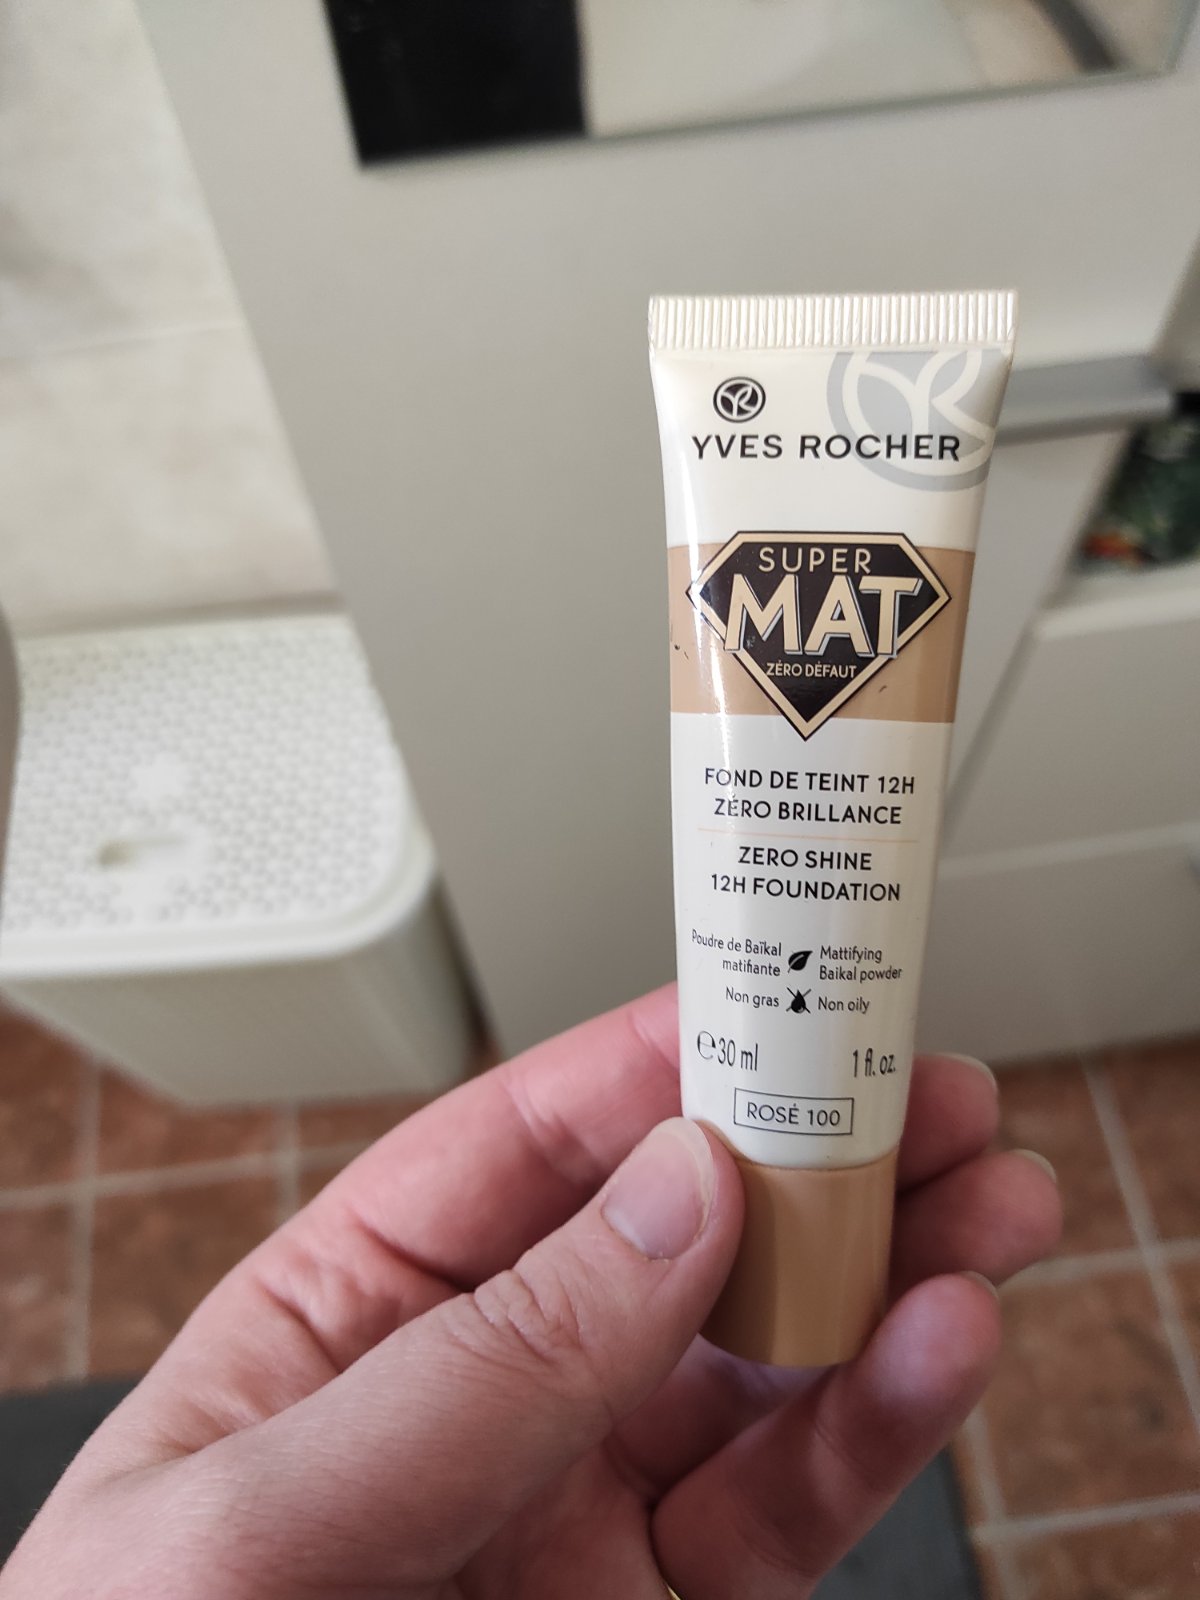 YVES ROCHER
SUPER
MAT
ZÉRO DÉFAUT
FOND DE TEINT 12H
ZÉRO BRILLANCE
ZERO SHINE
12H FOUNDATION
Poudre de Baïkal
matifiante
Mattifying
Baikal powder
Non gras
Non oily
℮30 ml
1 fl. oz.
ROSÉ 100